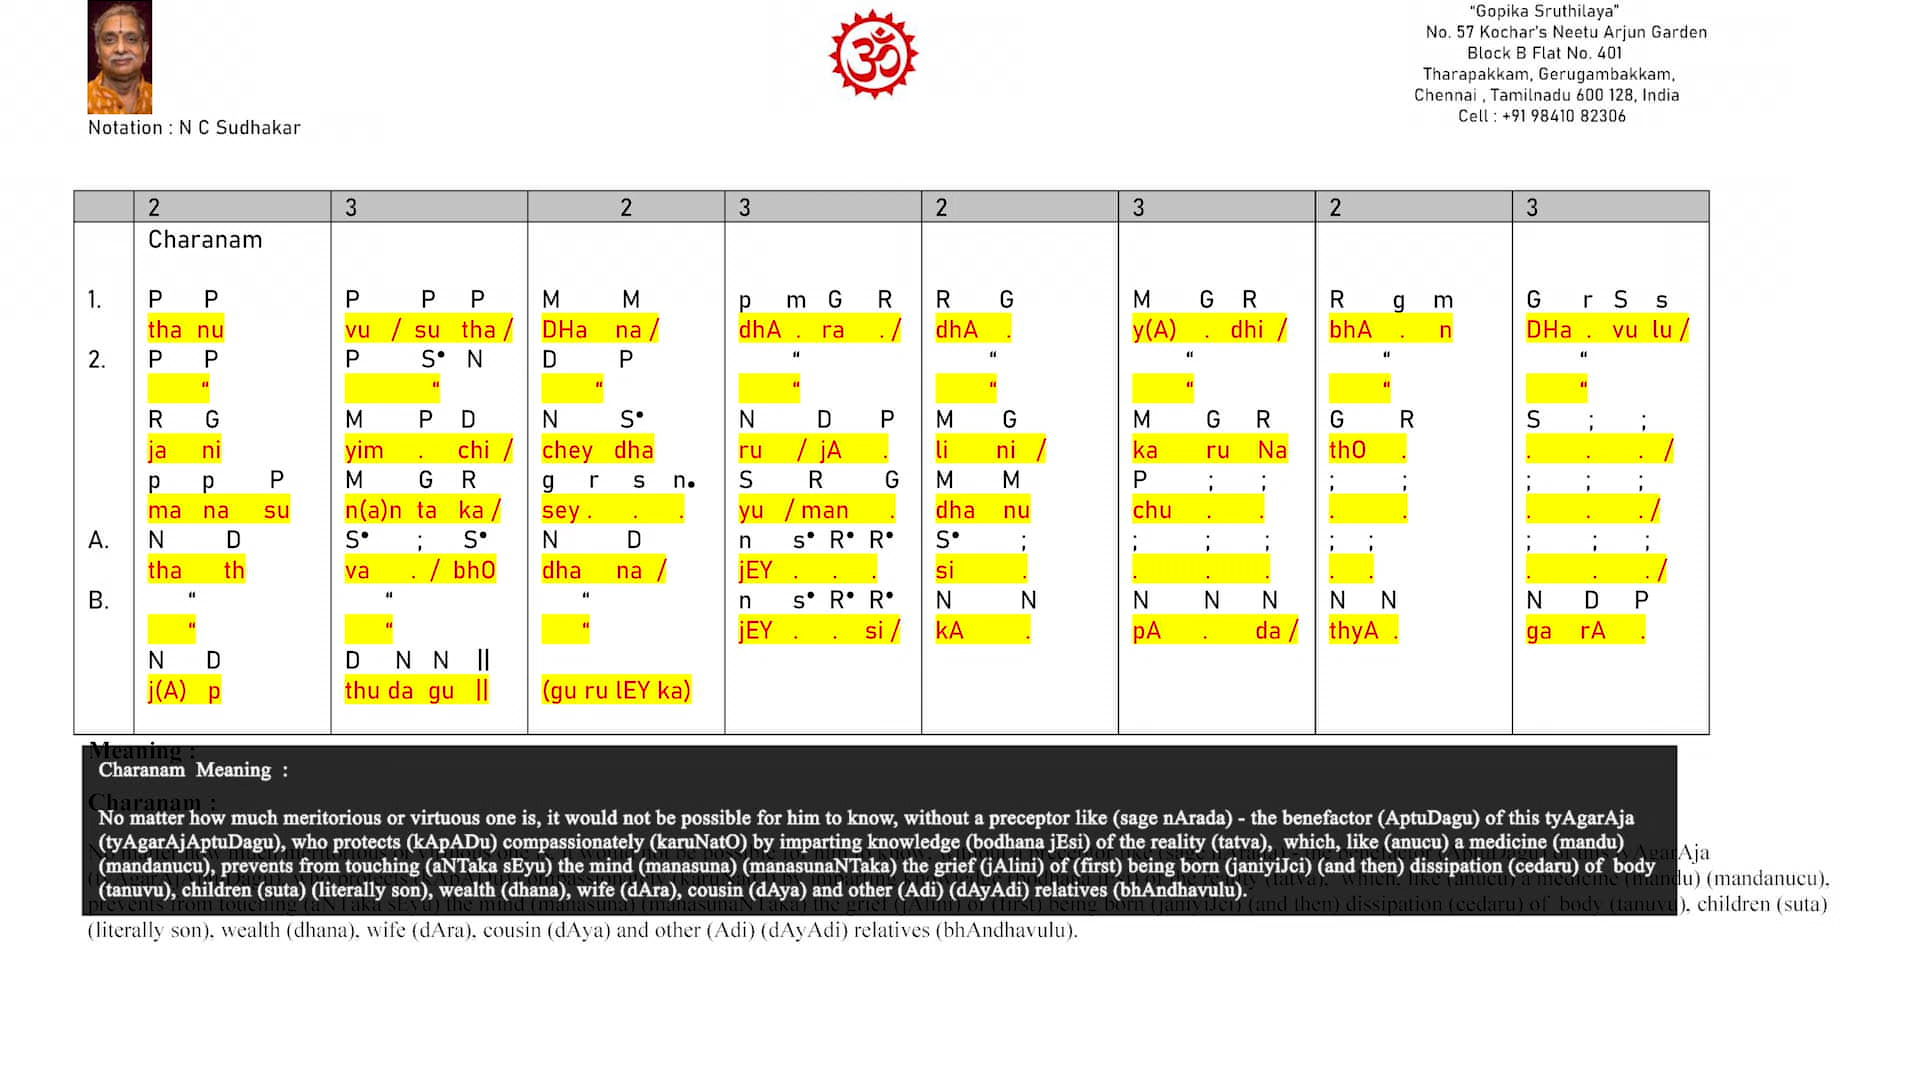 “Gopika Sruthilaya”
No. 57 Kochar's Neetu Arjun Garden
Block B Flat No. 401
Tharapakkam, Gerugambakkam,
Chennai , Tamilnadu 600 128, India
Cell : +91 98410 82306
ॐ
Notation : N C Sudhakar
2 3 2 3 2 3 2 3
Charanam
1. P P P P P M M p m G R R G M G R R g m G r S s
tha nu vu / su tha / DHa na / dhA . ra . / dhA . y(A) . dhi / bhA . n DHa . vu lu /
2. P P P S• N D P “ “ “ “ “
“ “ “ “ “ “ “ “
R G M P D N S• N D P M G M G R G R S ; ;
ja ni yim . chi / chey dha ru / jA . li ni / ka ru Na thO . . . . /
p p P M G R g r s n. S R G M M P ; ; ; ; ; ; ;
ma na su n(a)n ta ka / sey . . . yu / man . dha nu chu . . . . . . . /
A. N D S• ; S• N D n s• R• R• S• ; ; ; ; ; ; ; ; ;
tha th va . / bhO dha na / jEY . . . si . . . . . . . . . /
B. “ “ “ n s• R• R• N N N N N N N N D P
“ “ “ jEY . . si / kA . pA . da / thyA . ga rA .
N D D N N ||
j(A) p thu da gu || (gu ru lEY ka)
Meaning :
Charanam Meaning :
Charanam :
No matter how much meritorious or virtuous one is, it would not be possible for him to know, without a preceptor like (sage nArada) - the benefactor (AptuDagu) of this tyAgarAja
(tyAgarAjAptuDagu), who protects (kApADu) compassionately (karuNatO) by imparting knowledge (bodhana jEsi) of the reality (tatva), which, like (anucu) a medicine (mandu)
(mandanucu), prevents from touching (aNTaka sEyu) the mind (manasuna) (manasunaNTaka) the grief (jAlini) of (first) being born (janiyiJci) (and then) dissipation (cedaru) of body
(tanuvu), children (suta) (literally son), wealth (dhana), wife (dAra), cousin (dAya) and other (Adi) (dAyAdi) relatives (bhAndhavulu).
(mandanucu),
children (suta)
(literally son), wealth (dhana), wife (dAra), cousin (dAya) and other (Adi) (dAyAdi) relatives (bhAndhavulu).